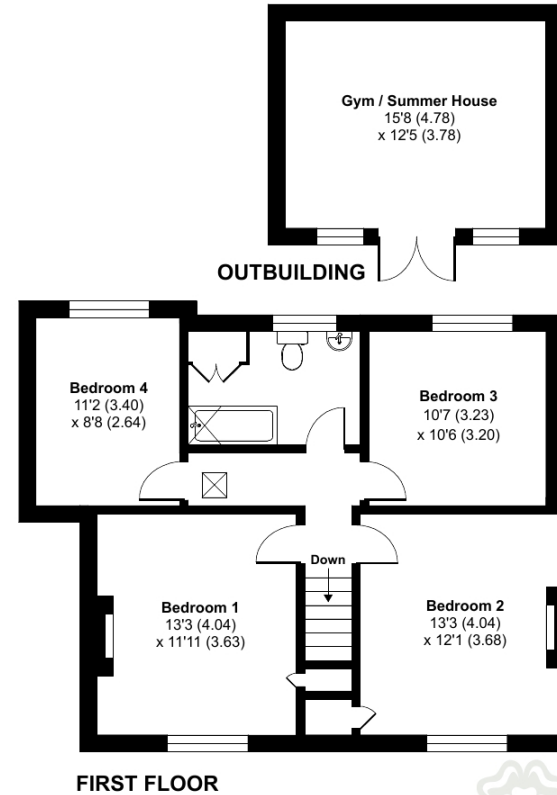 Gym / Summer House
15'8 (4.78)
x 12'5 (3.78)
OUTBUILDING
Bedroom 4
11'2 (3.40)
x 8'8 (2.64)
Bedroom 3
10'7 (3.23)
x 10'6 (3.20)
Down
Bedroom 1
13'3 (4.04)
x 11'11 (3.63)
Bedroom 2
13'3 (4.04)
x 12'1 (3.68)
FIRST FLOOR